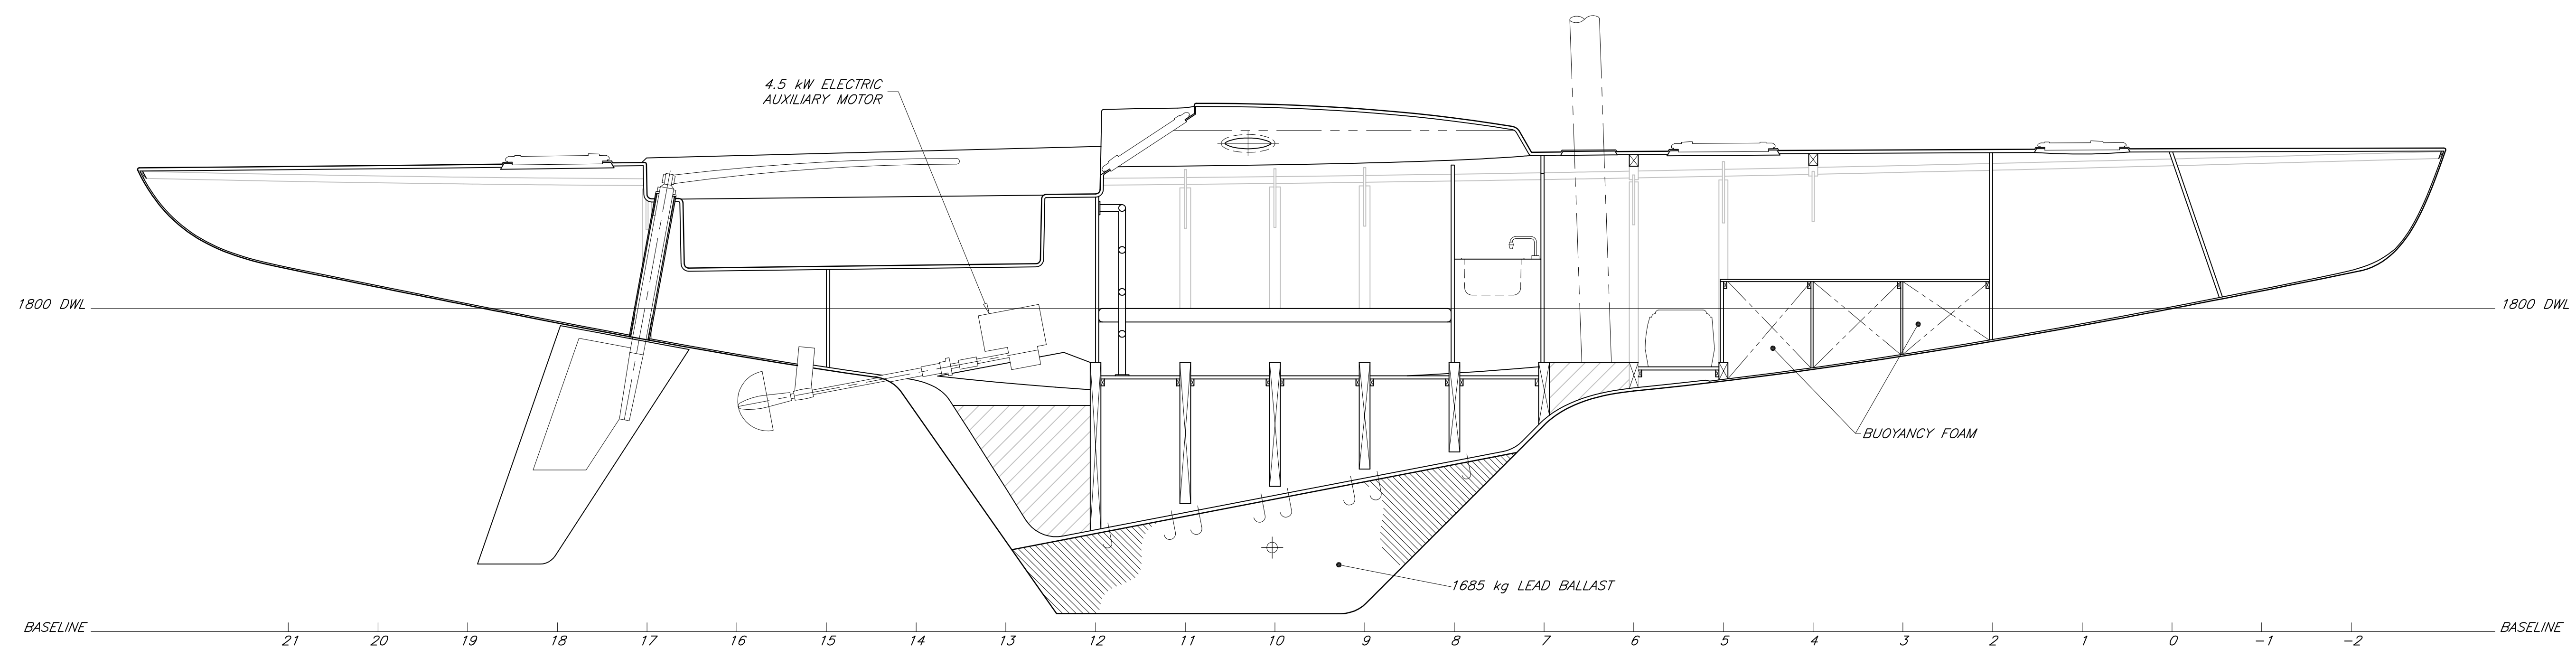 4.5 kW ELECTRIC
AUXILIARY MOTOR
1800 DWL
1800 DWL
BUOYANCY FOAM
1685 kg LEAD BALLAST
BASELINE
BASELINE
21 20 19 18 17 16 15 14 13 12 11 10 9 8 7 6 5 4 3 2 1 0 -1 -2